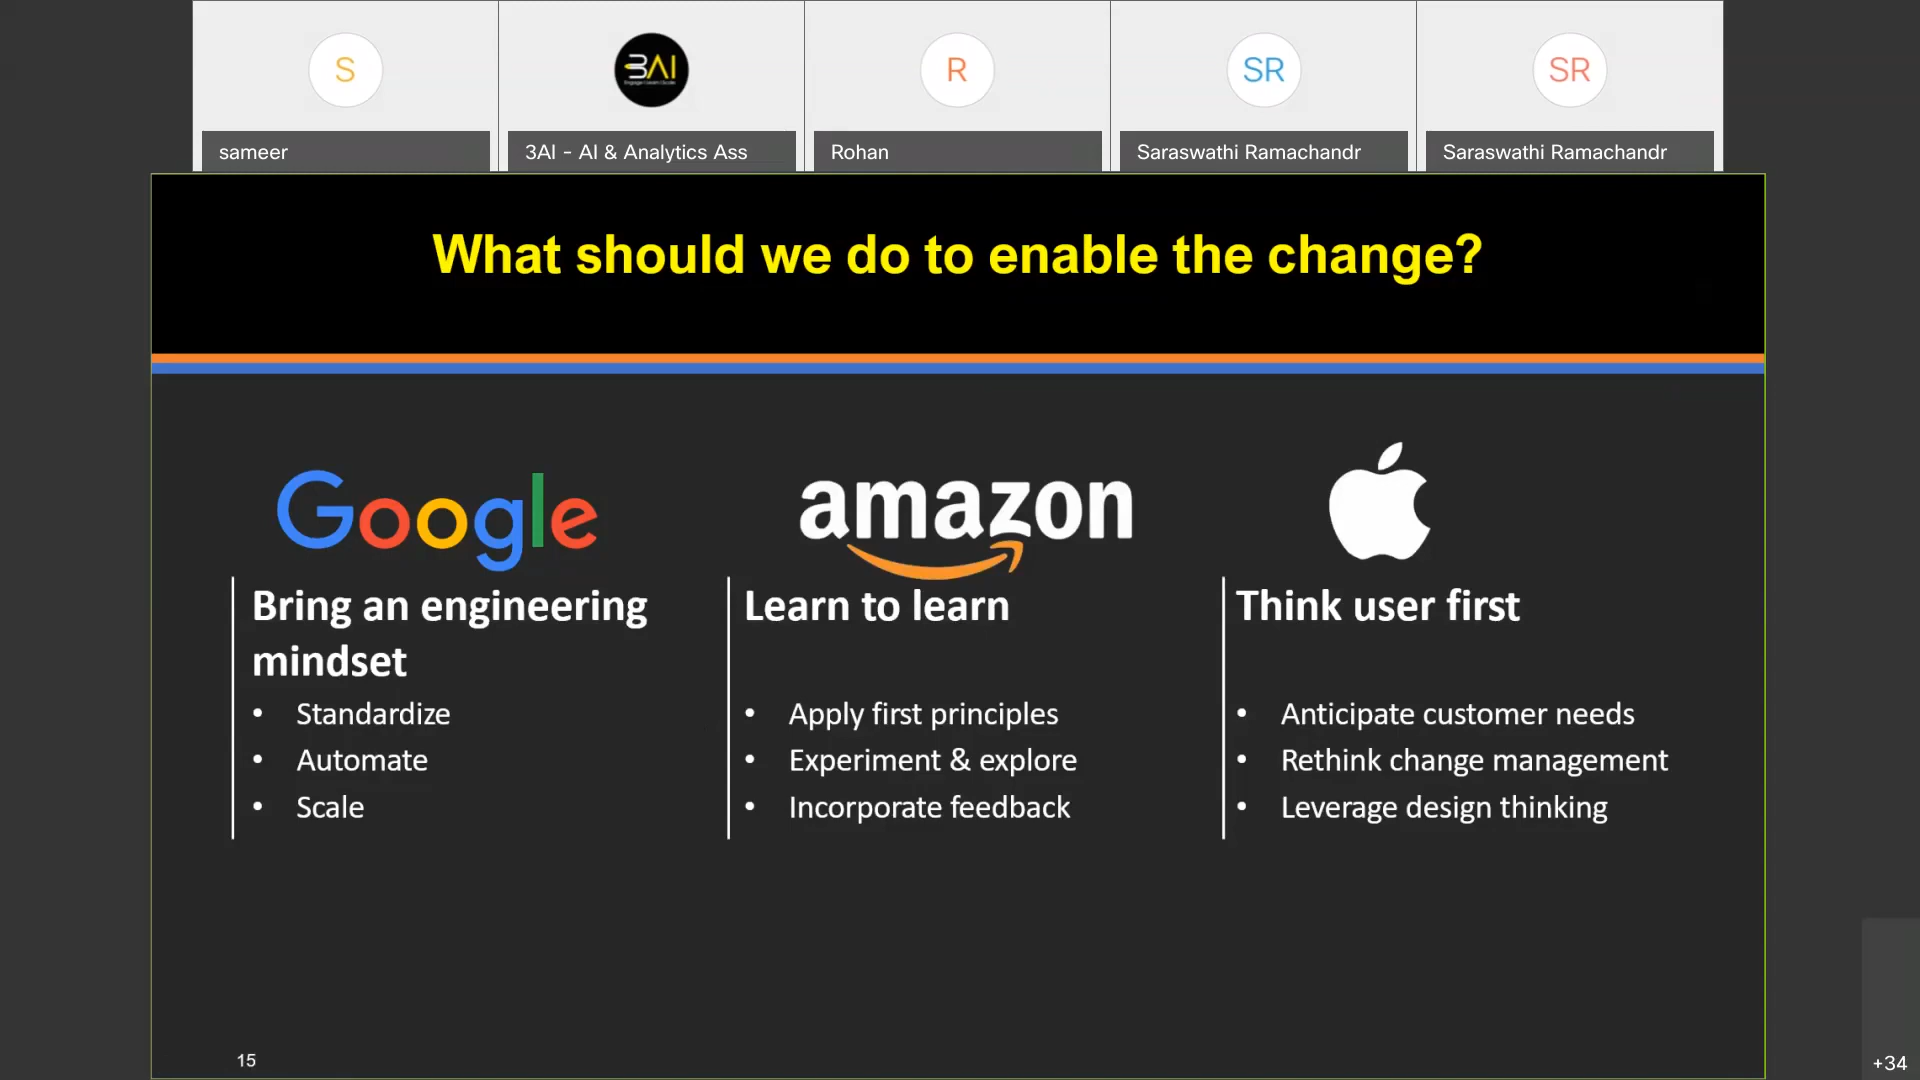 S
3AI
R
SR
SR
sameer
3AI - AI & Analytics Ass
Rohan
Saraswathi Ramachandr
Saraswathi Ramachandr
What should we do to enable the change?
Google
Bring an engineering
mindset
• Standardize
• Automate
• Scale
amazon
Learn to learn
• Apply first principles
• Experiment & explore
• Incorporate feedback
Think user first
• Anticipate customer needs
• Rethink change management
• Leverage design thinking
15
+34